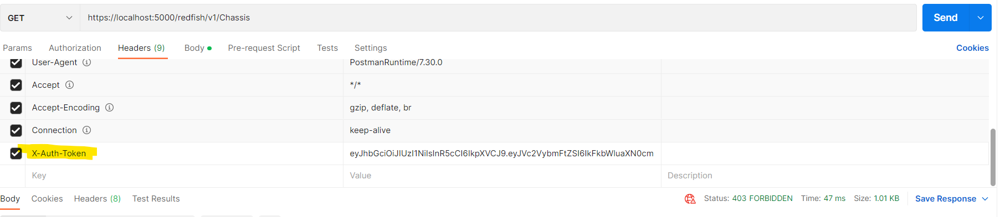 GET https://localhost:5000/redfish/v1/Chassis Send
Params Authorization Headers (9) Body Pre-request Script Tests Settings Cookies
User-Agent PostmanRuntime/7.30.0
Accept */*
Accept-Encoding gzip, deflate, br
Connection keep-alive
X-Auth-Token eyJhbGciOiJIUzI1NiIsInR5cCI6IkpXVCJ9.eyJVc2VybmFtZSI6IkFkbWluaXN0cm
Key Value Description
Body Cookies Headers (8) Test Results Status: 403 FORBIDDEN Time: 47 ms Size: 1.01 KB Save Response